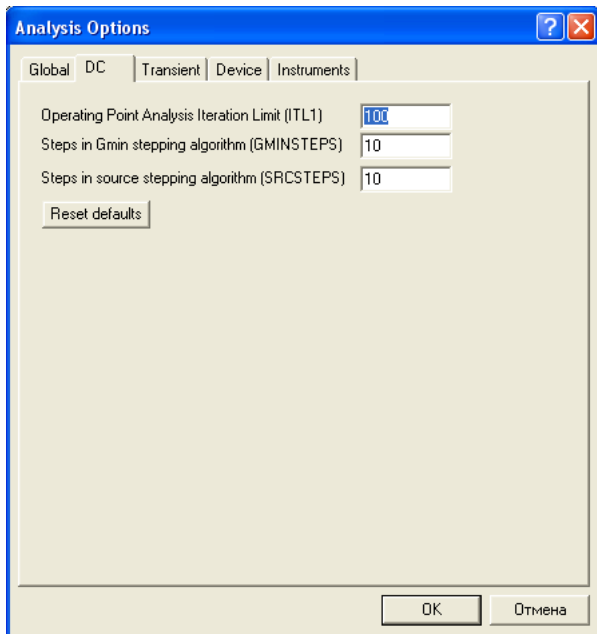 Analysis Options
Global DC Transient Device Instruments
Operating Point Analysis Iteration Limit (ITL1) 100
Steps in Gmin stepping algorithm (GMINSTEPS) 10
Steps in source stepping algorithm (SRCSTEPS) 10
Reset defaults
OK Отмена